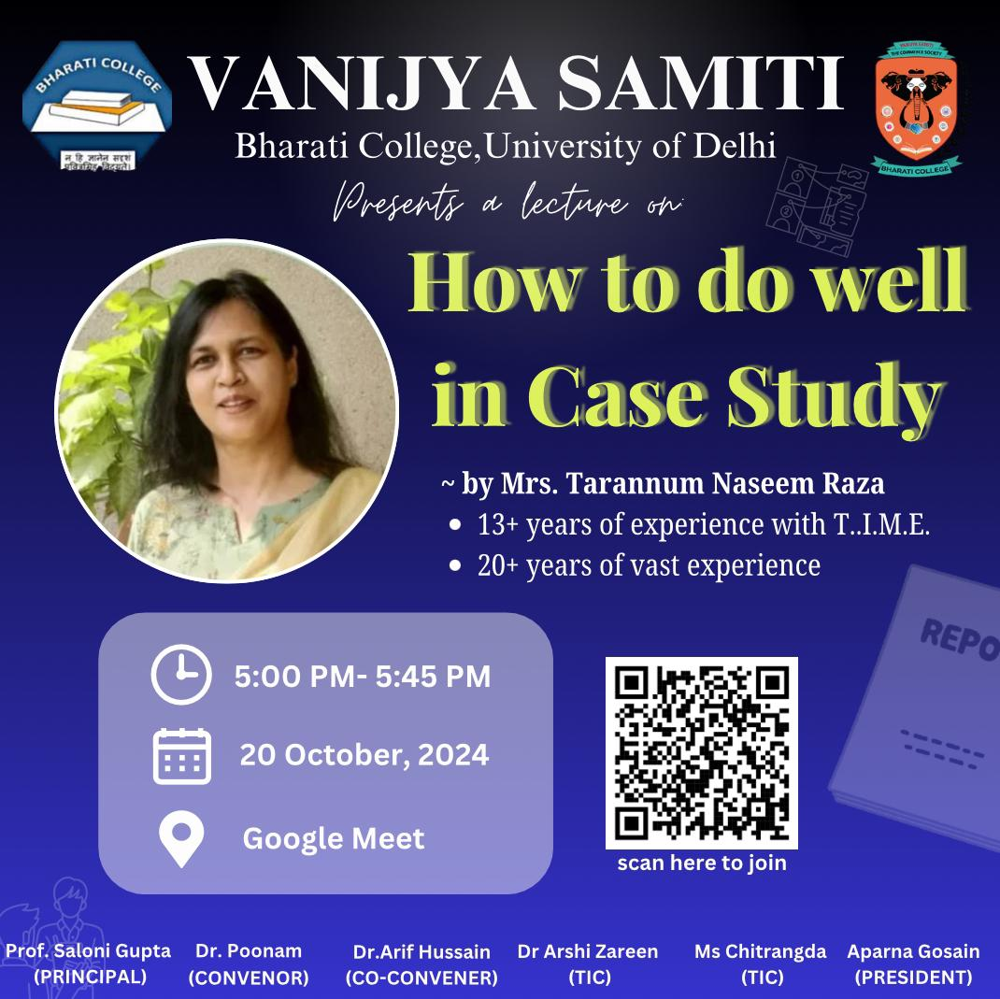 BHARATI COLLEGE
न हि ज्ञानेन सदृशं
पवित्रमिह विद्यते।
VANIJYA SAMITI
Bharati College,University of Delhi
VANIJYA SAMITI
THE COMMERCE SOCIETY
BHARATI COLLEGE
Presents a lecture on:
How to do well
in Case Study
~ by Mrs. Tarannum Naseem Raza
• 13+ years of experience with T..I.M.E.
• 20+ years of vast experience
REPO
5:00 PM- 5:45 PM
20 October, 2024
Google Meet
scan here to join
Prof. Saloni Gupta
(PRINCIPAL)
Dr. Poonam
(CONVENOR)
Dr.Arif Hussain
(CO-CONVENER)
Dr Arshi Zareen
(TIC)
Ms Chitrangda
(TIC)
Aparna Gosain
(PRESIDENT)